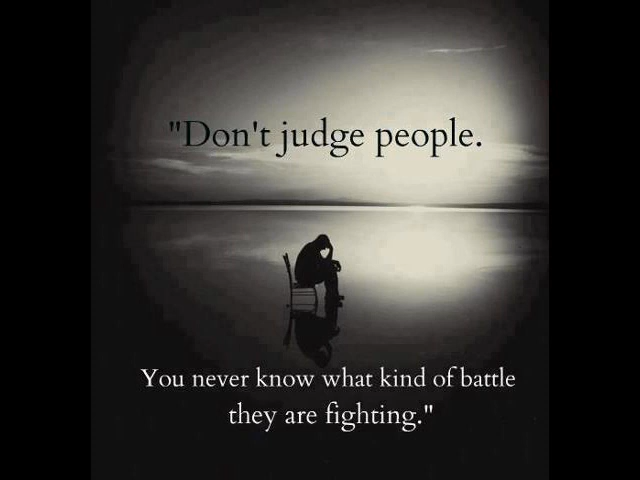 "Don't judge people.
You never know what kind of battle
they are fighting."